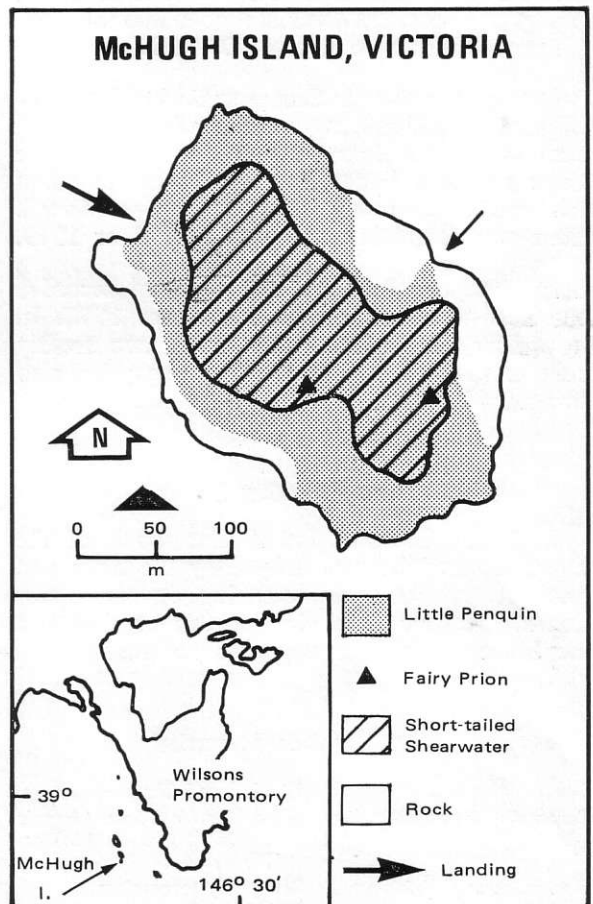 McHUGH ISLAND, VICTORIA
N
0 50 100
m
Little Penquin
Fairy Prion
Short-tailed
Shearwater
Rock
Landing
Wilsons
Promontory
39°
McHugh
I.
146° 30′